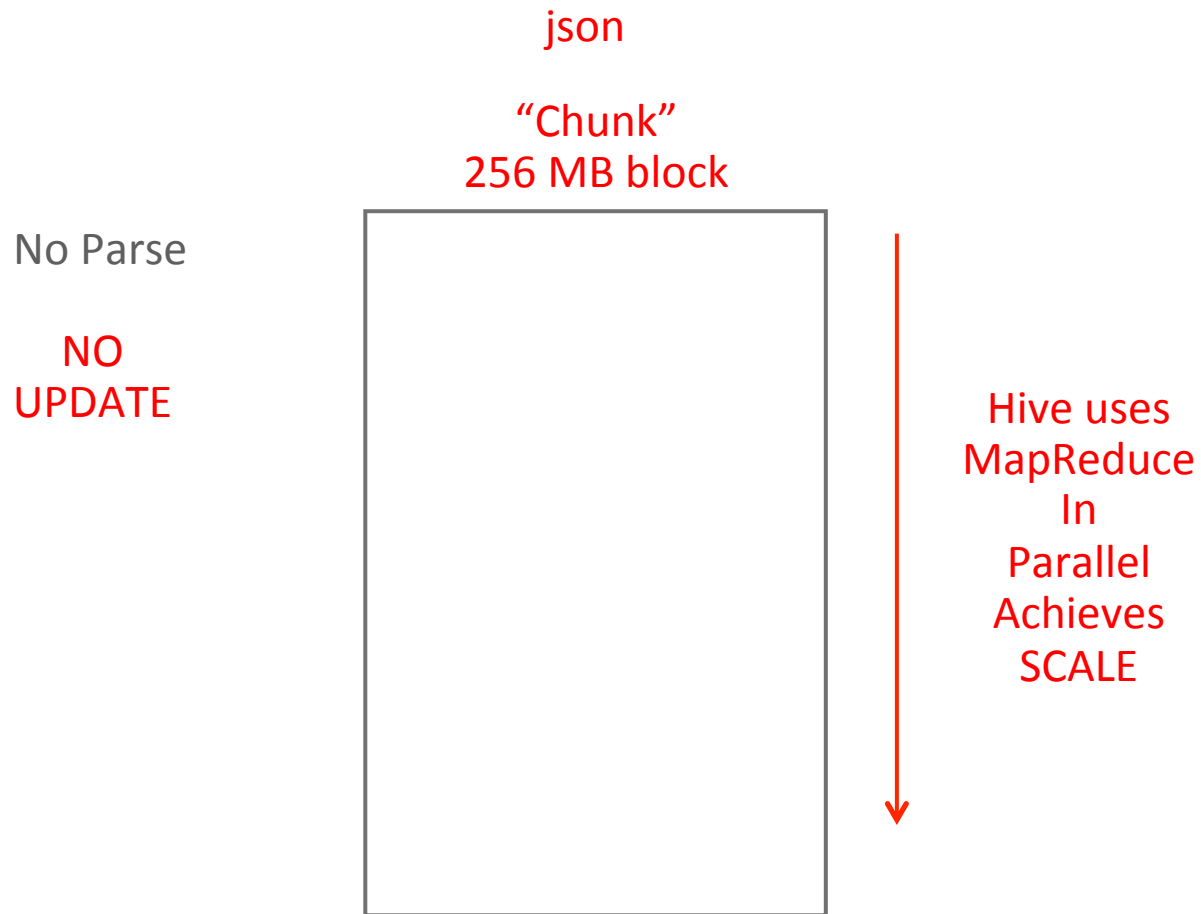 json
“Chunk”
256 MB block
No Parse
NO
UPDATE
Hive uses
MapReduce
In
Parallel
Achieves
SCALE